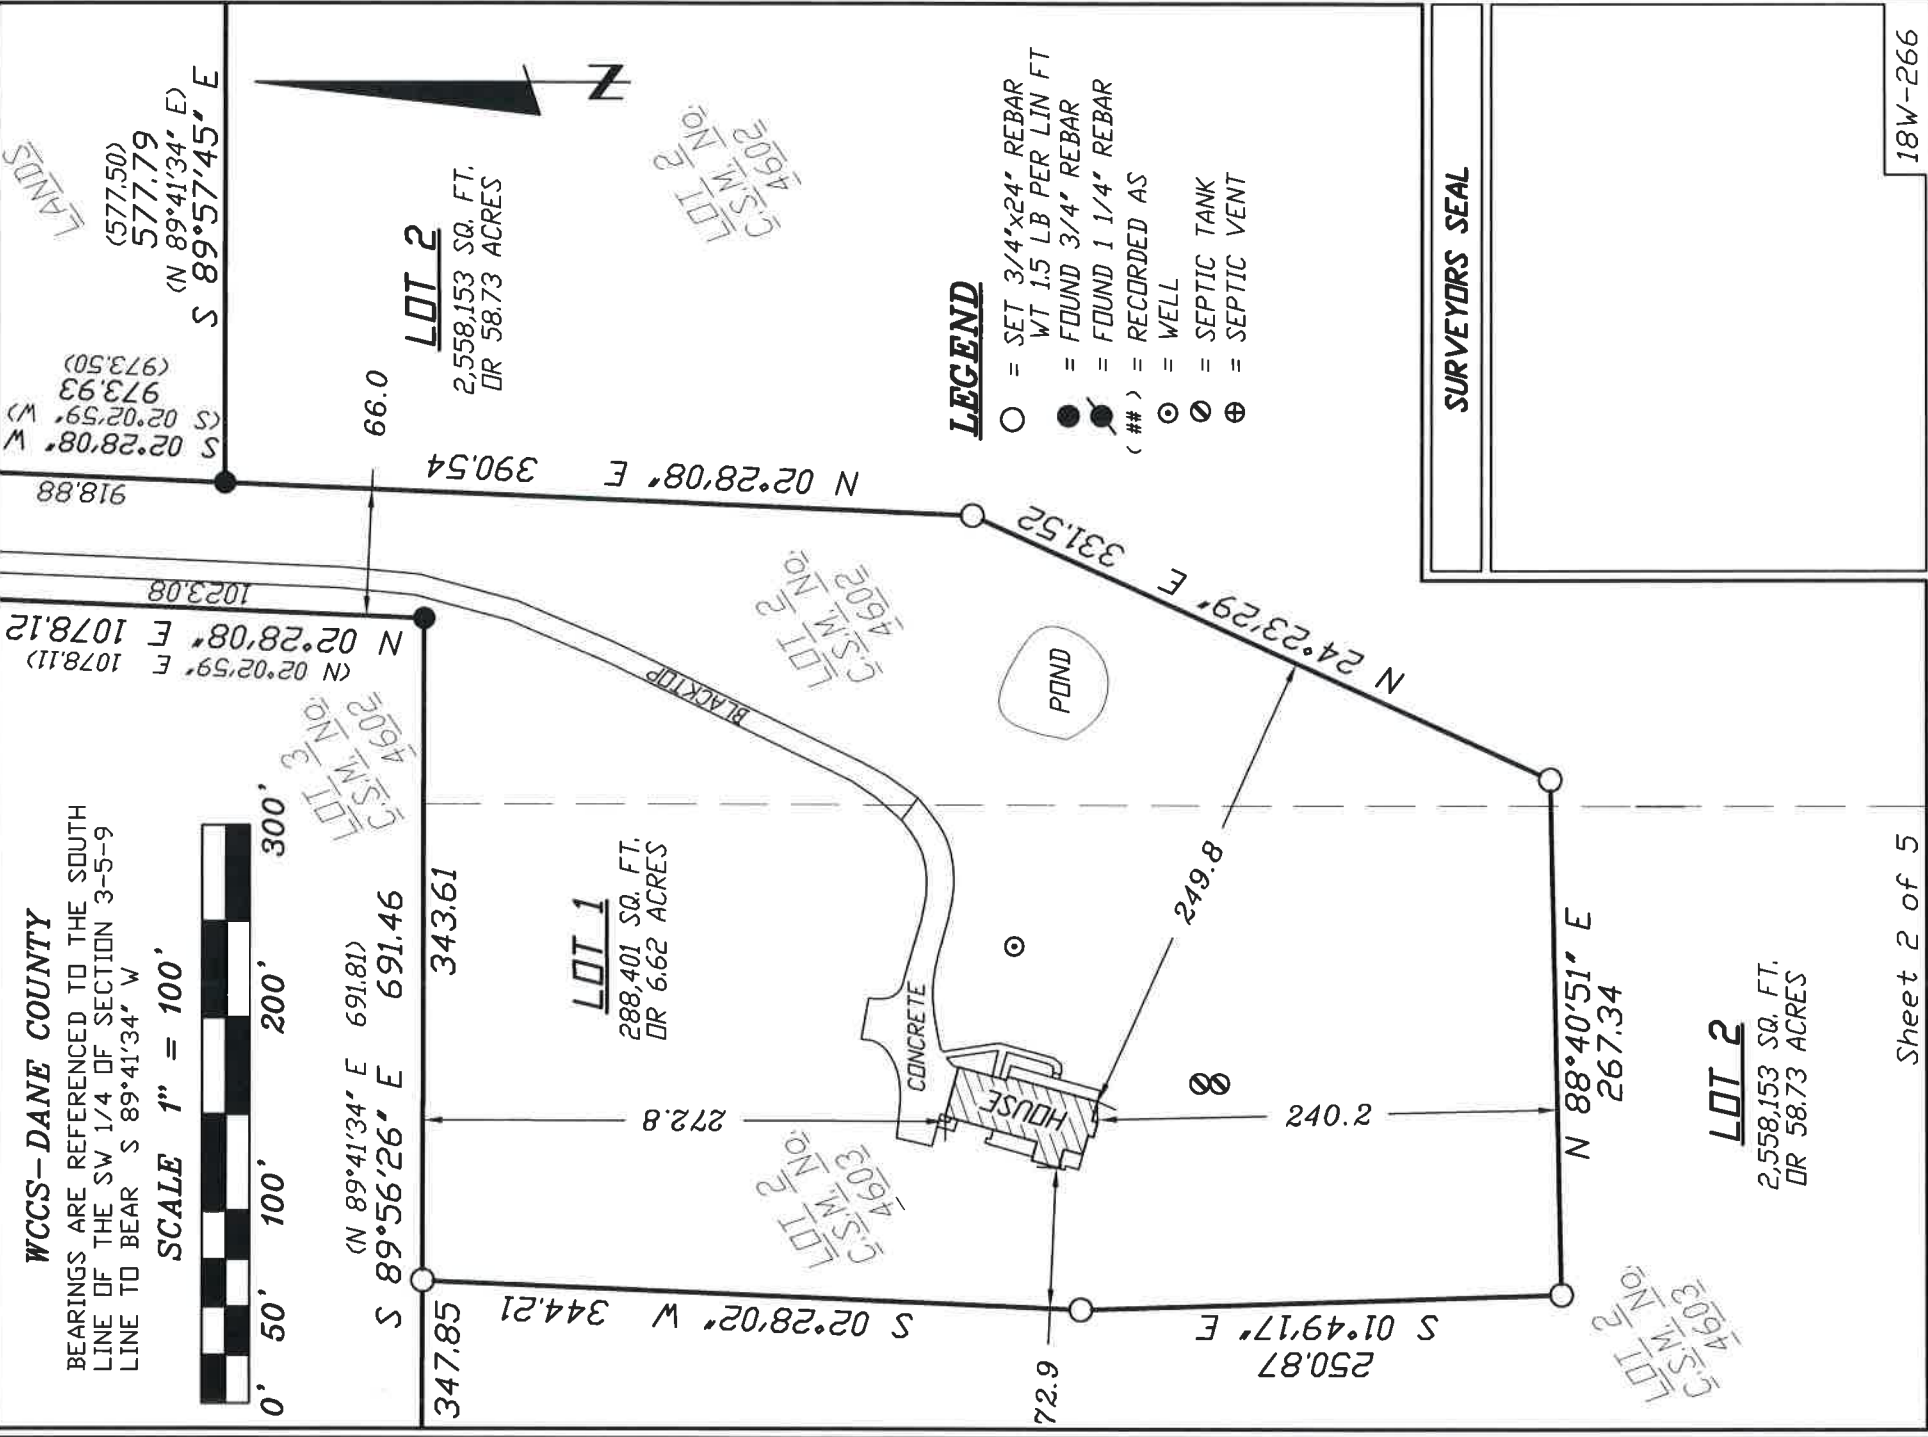 WCCS-DANE COUNTY
BEARINGS ARE REFERENCED TO THE SOUTH
LINE OF THE SW 1/4 OF SECTION 3-5-9
LINE TO BEAR S 89°41'34" W
SCALE 1" = 100'
0' 50' 100' 200' 300'
(N 89°41'34" E 691.81)
S 89°56'26" E 691.46
347.85
343.61
LOT 3
C.S.M. No.
4602
(N 02°02'59" E 1078.11)
N 02°28'08" E 1078.12
1023.08
918.88
S 02°28'08" W
(S 02°02'59" W)
973.93
(973.50)
LANDS
(577.50)
577.79
(N 89°41'34" E)
S 89°57'45" E
N
66.0
LOT 2
2,558,153 SQ. FT.
OR 58.73 ACRES
LOT 2
C.S.M. No.
4602
N 02°28'08" E 390.54
LOT 1
288,401 SQ. FT.
OR 6.62 ACRES
BLACKTOP
LOT 2
C.S.M. No.
4602
POND
N 24°23'29" E 331.52
249.8
272.8
CONCRETE
HOUSE
LOT 2
C.S.M. No.
4603
S 02°28'02" W 344.21
72.9
S 01°49'17" E
250.87
240.2
N 88°40'51" E
267.34
LOT 2
C.S.M. No.
4603
LOT 2
2,558,153 SQ. FT.
OR 58.73 ACRES
LEGEND
= SET 3/4"x24" REBAR
WT 1.5 LB PER LIN FT
= FOUND 3/4" REBAR
= FOUND 1 1/4" REBAR
( ## ) = RECORDED AS
= WELL
= SEPTIC TANK
= SEPTIC VENT
SURVEYORS SEAL
Sheet 2 of 5
18W-266